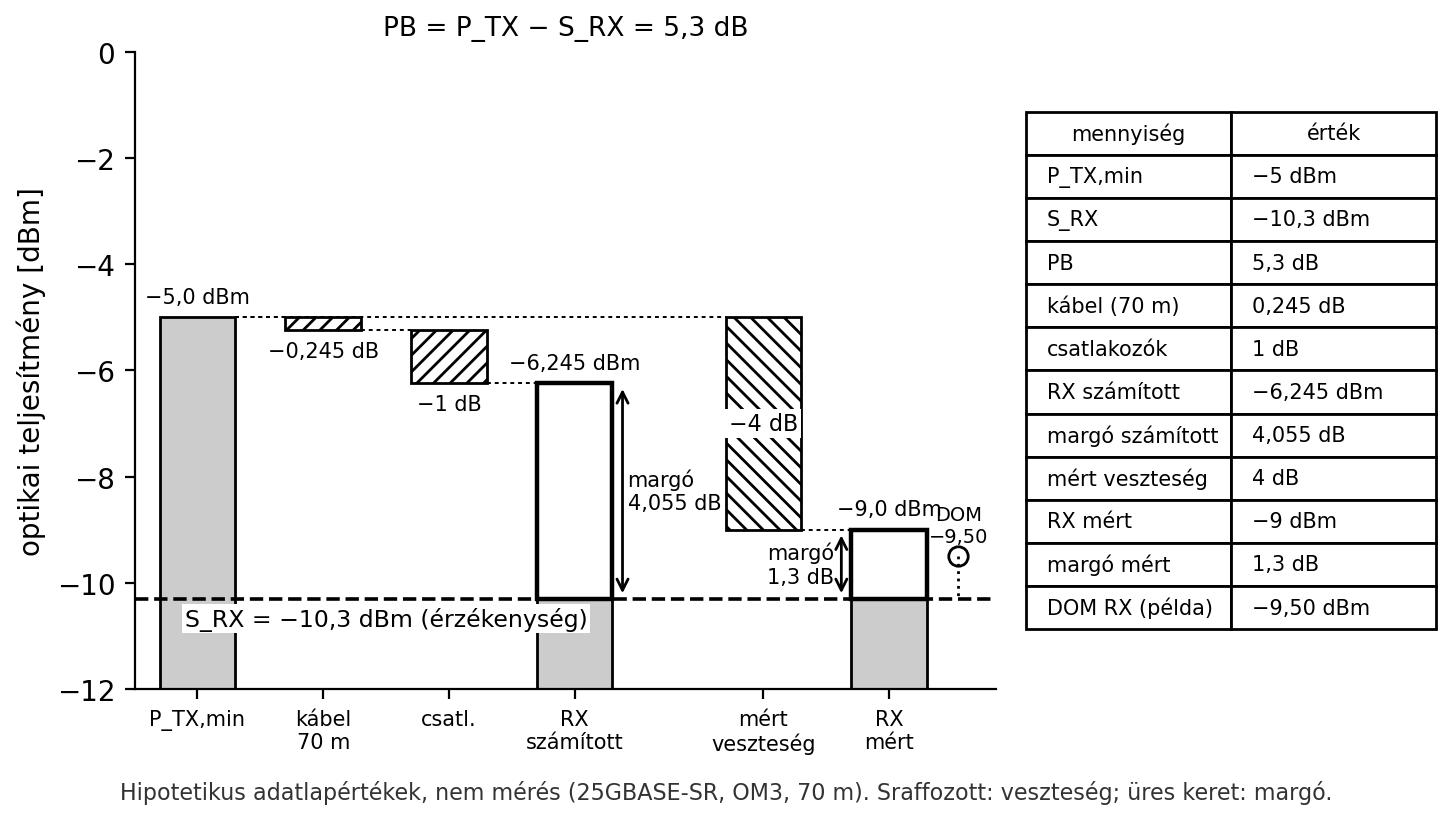 PB = P_TX − S_RX = 5,3 dB
optikai teljesítmény [dBm]
0
−2
−4
−6
−8
−10
−12
−5,0 dBm
−0,245 dB
−1 dB
−6,245 dBm
margó
4,055 dB
−4 dB
−9,0 dBm
margó
1,3 dB
DOM
−9,50
S_RX = −10,3 dBm (érzékenység)
P_TX,min
kábel
70 m
csatl.
RX
számított
mért
veszteség
RX
mért
mennyiség érték
P_TX,min −5 dBm
S_RX −10,3 dBm
PB 5,3 dB
kábel (70 m) 0,245 dB
csatlakozók 1 dB
RX számított −6,245 dBm
margó számított 4,055 dB
mért veszteség 4 dB
RX mért −9 dBm
margó mért 1,3 dB
DOM RX (példa) −9,50 dBm
Hipotetikus adatlapértékek, nem mérés (25GBASE-SR, OM3, 70 m). Sraffozott: veszteség; üres keret: margó.